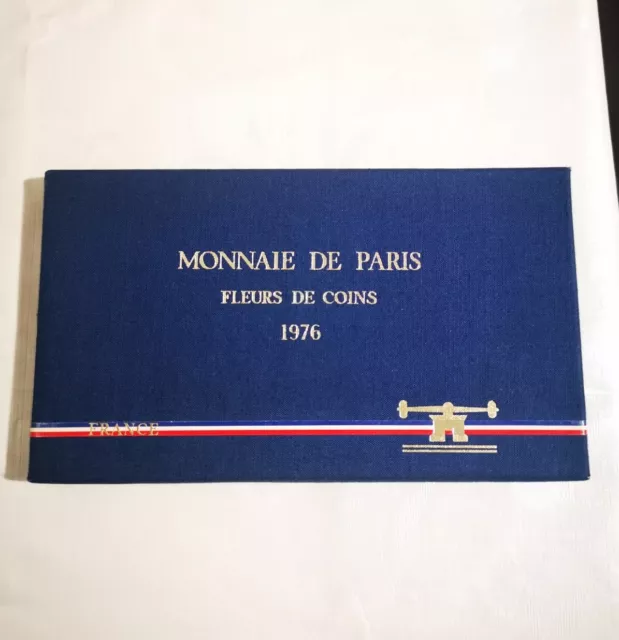 MONNAIE DE PARIS
FLEURS DE COINS
1976
FRANCE